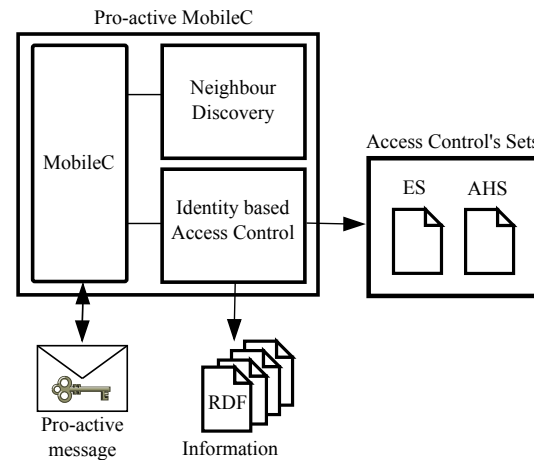 Pro-active MobileC
MobileC
Neighbour
Discovery
Identity based
Access Control
Access Control's Sets
ES
AHS
Pro-active
message
RDF
Information